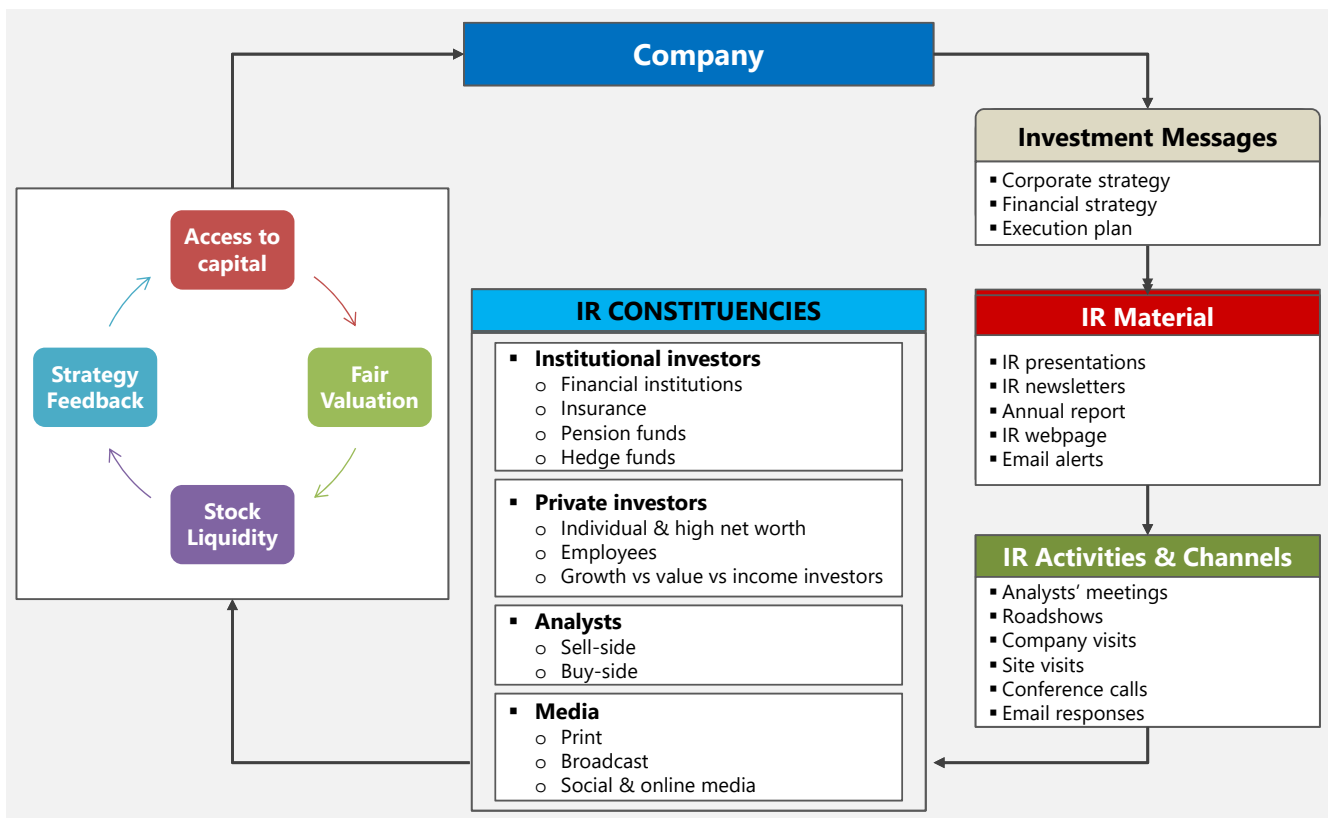 Company
Investment Messages
▪ Corporate strategy
▪ Financial strategy
▪ Execution plan
IR Material
▪ IR presentations
▪ IR newsletters
▪ Annual report
▪ IR webpage
▪ Email alerts
IR Activities & Channels
▪ Analysts’ meetings
▪ Roadshows
▪ Company visits
▪ Site visits
▪ Conference calls
▪ Email responses
IR CONSTITUENCIES
▪ Institutional investors
o Financial institutions
o Insurance
o Pension funds
o Hedge funds
▪ Private investors
o Individual & high net worth
o Employees
o Growth vs value vs income investors
▪ Analysts
o Sell-side
o Buy-side
▪ Media
o Print
o Broadcast
o Social & online media
Access to
capital
Fair
Valuation
Stock
Liquidity
Strategy
Feedback